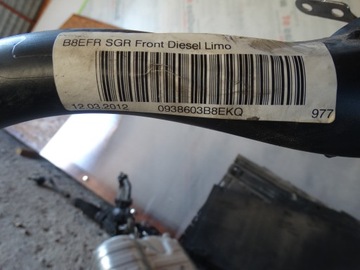 B8EFR SGR Front Diesel Limo
12.03.2012 0938603B8EKQ 977